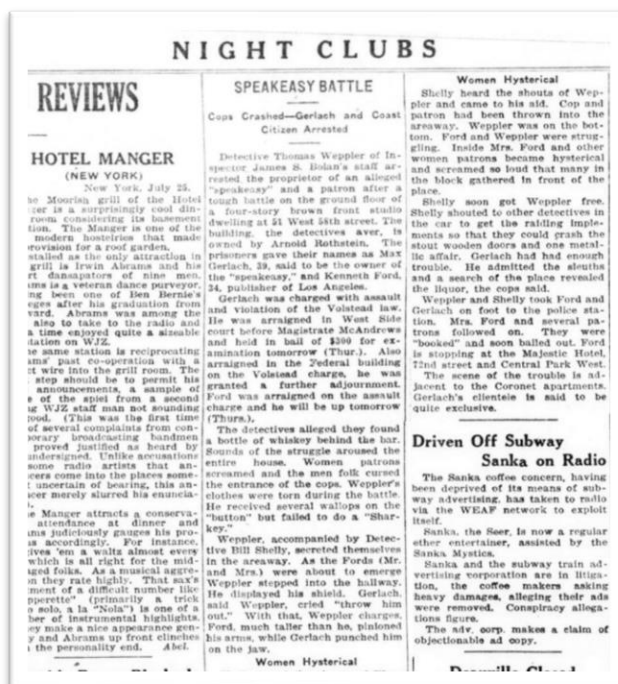 NIGHT CLUBS
REVIEWS
HOTEL MANGER
(NEW YORK)
New York, July 25.
Moorish grill of the Hotel
is a surprisingly cool din-
room considering its basement
The Manger is one of the
modern hostelries that made
for a roof garden.
as the only attraction in
grill is Irwin Abrams and his
dansapators of nine men.
is a veteran dance purveyor,
been one of Ben Bernie's
after his graduation from
Abrams was among the
also to take to the radio and
a time enjoyed quite a sizeable
on WJZ.
same station is reciprocating
past co-operation with a
wire into the grill room. The
step should be to permit his
announcements, a sample of
of the spiel from a second
WJZ staff man not sounding
good. (This was the first time
of several complaints from
broadcasting bandmen
proved justified as heard by
Unlike accusations
some radio artists that
come into the places
uncertain of bearing, this
merely slurred his enuncia-
Manger attracts a conserva-
attendance at dinner and
judiciously gauges his
accordingly. For instance,
'em a waltz almost every
which is all right for the mid-
folks. As a musical
they rate highly. That sax's
of a difficult number like
(primarily a trick
solo, a la "Nola") is one of a
of instrumental highlights.
make a nice appearance
and Abrams up front clinches
the personality end. Abel.
SPEAKEASY BATTLE
Cops Crashed—Gerlach and Coast
Citizen Arrested
Detective Thomas Weppler of In-
spector James S. Bolan's staff ar-
rested the proprietor of an alleged
"speakeasy" and a patron after a
tough battle on the ground floor of
a four-story brown front studio
dwelling at 51 West 58th street. The
building, the detectives aver, is
owned by Arnold Rothstein. The
prisoners gave their names as Max
Gerlach, 39, said to be the owner of
the "speakeasy," and Kenneth Ford,
34, publisher of Los Angeles.
Gerlach was charged with assault
and violation of the Volstead law.
He was arraigned in West Side
court before Magistrate McAndrews
and held in bail of $300 for ex-
amination tomorrow (Thur.). Also
arraigned in the Federal building
on the Volstead charge, he was
granted a further adjournment.
Ford was arraigned on the assault
charge and he will be up tomorrow
(Thurs.).
The detectives alleged they found
a bottle of whiskey behind the bar.
Sounds of the struggle aroused the
entire house. Women patrons
screamed and the men folk cursed
the entrance of the cops. Weppler's
clothes were torn during the battle.
He received several wallops on the
"button" but failed to do a "Shar-
key."
Weppler, accompanied by Detec-
tive Bill Shelly, secreted themselves
in the areaway. As the Fords (Mr.
and Mrs.) were about to emerge
Weppler stepped into the hallway.
He displayed his shield. Gerlach,
said Weppler, cried "throw him
out." With that, Weppler charges,
Ford, much taller than he, pinioned
his arms, while Gerlach punched him
on the jaw.
Women Hysterical
Women Hysterical
Shelly heard the shouts of Wep-
pler and came to his aid. Cop and
patron had been thrown into the
areaway. Weppler was on the bot-
tom. Ford and Weppler were strug-
gling. Inside Mrs. Ford and other
women patrons became hysterical
and screamed so loud that many in
the block gathered in front of the
place.
Shelly soon got Weppler free.
Shelly shouted to other detectives in
the car to get the raiding imple-
ments so that they could crash the
stout wooden doors and one metal-
lic affair. Gerlach had had enough
trouble. He admitted the sleuths
and a search of the place revealed
the liquor, the cops said.
Weppler and Shelly took Ford and
Gerlach on foot to the police sta-
tion. Mrs. Ford and several pa-
trons followed on. They were
"booked" and soon bailed out. Ford
is stopping at the Majestic Hotel,
72nd street and Central Park West.
The scene of the trouble is ad-
jacent to the Coronet apartments.
Gerlach's clientele is said to be
quite exclusive.
Driven Off Subway
Sanka on Radio
The Sanka coffee concern, having
been deprived of its means of sub-
way advertising, has taken to radio
via the WEAF network to exploit
itself.
Sanka, the Seer, is now a regular
ether entertainer, assisted by the
Sanka Mystics.
Sanka and the subway train ad-
vertising corporation are in litiga-
tion, the coffee makers asking
heavy damages, alleging their ads
were removed. Conspiracy allega-
tions figure.
The adv. corp. makes a claim of
objectionable ad copy.